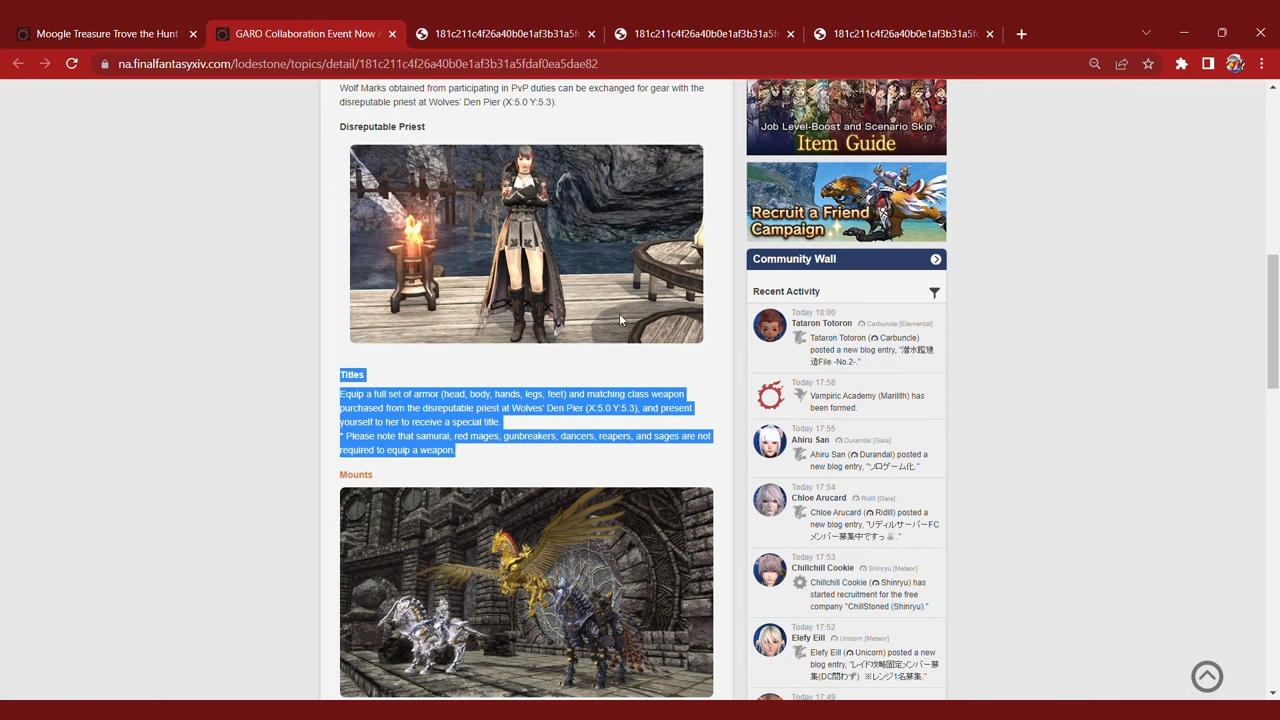 Moogle Treasure Trove the Hunt
GARO Collaboration Event Now
181c211c4f26a40b0e1f3b31a5fc
181c211c4f26a40b0e1f3b31a5
181c211c4f26a40b0e1f3b31a5fc
na.finalfantasyxiv.com/lodestone/topics/detail/181c211c4f26a40b0e1f3b31a5fdaf0ea5dae82
Wolf Marks obtained from participating in PvP duties can be exchanged for gear with the
disreputable priest at Wolves' Den Pier (X:5.0 Y:5.3).
Disreputable Priest
Titles
Equip a full set of armor (head, body, hands, legs, feet) and matching class weapon
purchased from the disreputable priest at Wolves' Den Pier (X:5.0 Y:5.3), and present
yourself to her to receive a special title.
* Please note that samurai, red mages, gunbreakers, dancers, reapers, and sages are not
required to equip a weapon.
Mounts
Job Level-Boost and Scenario Skip
Item Guide
Recruit a Friend
Campaign
Community Wall
Recent Activity
Today 18:00
Tataron Totoron Carbuncle [Elemental]
Tataron Totoron (Carbuncle)
posted a new blog entry, "潜水艦建
造File -No.2-."
Today 17:58
Vampiric Academy (Marilith) has
been formed.
Today 17:55
Ahiru San Durandal [Gaia]
Ahiru San (Durandal) posted a
new blog entry, "ソロゲーム化."
Today 17:54
Chloe Arucard Ridill [Gaia]
Chloe Arucard (Ridill) posted a
new blog entry, "リディルサーバーFC
メンバー募集中ですっ."
Today 17:53
Chillchill Cookie Shinryu [Meteor]
Chillchill Cookie (Shinryu) has
started recruitment for the free
company "ChillStoned (Shinryu)."
Today 17:52
Elefy Eill Unicorn [Meteor]
Elefy Eill (Unicorn) posted a new
blog entry, "レイド攻略固定メンバー募
集(DC問わず) ※レンジ1名募集."
Today 17:49